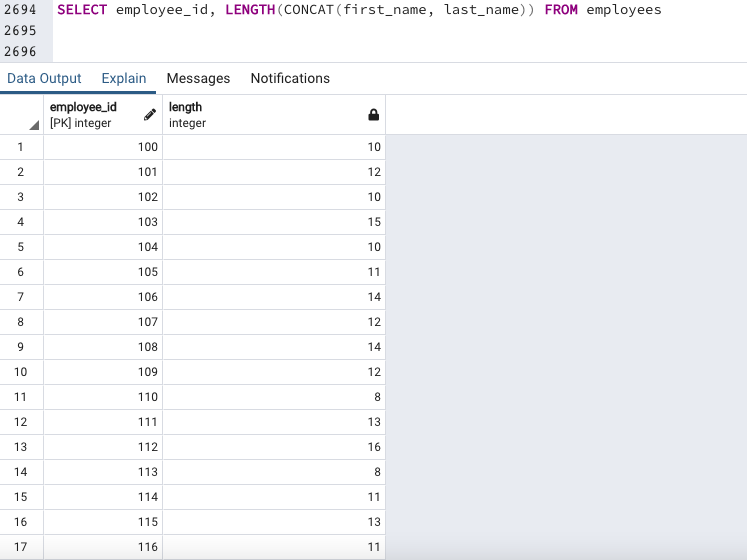 2694 SELECT employee_id, LENGTH(CONCAT(first_name, last_name)) FROM employees
2695
2696
Data Output Explain Messages Notifications
employee_id length
[PK] integer integer
1 100 10
2 101 12
3 102 10
4 103 15
5 104 10
6 105 11
7 106 14
8 107 12
9 108 14
10 109 12
11 110 8
12 111 13
13 112 16
14 113 8
15 114 11
16 115 13
17 116 11